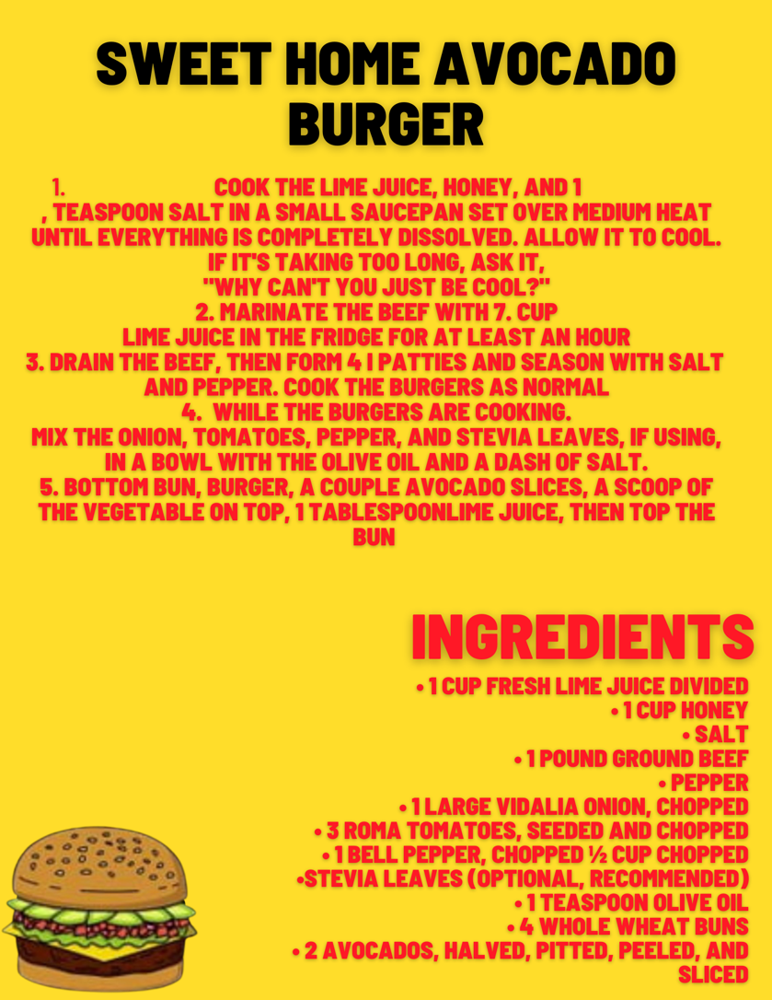 SWEET HOME AVOCADO
BURGER
1. COOK THE LIME JUICE, HONEY, AND 1
, TEASPOON SALT IN A SMALL SAUCEPAN SET OVER MEDIUM HEAT
UNTIL EVERYTHING IS COMPLETELY DISSOLVED. ALLOW IT TO COOL.
IF IT'S TAKING TOO LONG, ASK IT,
"WHY CAN'T YOU JUST BE COOL?"
2. MARINATE THE BEEF WITH 7. CUP
LIME JUICE IN THE FRIDGE FOR AT LEAST AN HOUR
3. DRAIN THE BEEF, THEN FORM 4 I PATTIES AND SEASON WITH SALT
AND PEPPER. COOK THE BURGERS AS NORMAL
4. WHILE THE BURGERS ARE COOKING.
MIX THE ONION, TOMATOES, PEPPER, AND STEVIA LEAVES, IF USING,
IN A BOWL WITH THE OLIVE OIL AND A DASH OF SALT.
5. BOTTOM BUN, BURGER, A COUPLE AVOCADO SLICES, A SCOOP OF
THE VEGETABLE ON TOP, 1 TABLESPOONLIME JUICE, THEN TOP THE
BUN
INGREDIENTS
• 1 CUP FRESH LIME JUICE DIVIDED
• 1 CUP HONEY
• SALT
• 1 POUND GROUND BEEF
• PEPPER
• 1 LARGE VIDALIA ONION, CHOPPED
• 3 ROMA TOMATOES, SEEDED AND CHOPPED
• 1 BELL PEPPER, CHOPPED ½ CUP CHOPPED
•STEVIA LEAVES (OPTIONAL, RECOMMENDED)
• 1 TEASPOON OLIVE OIL
• 4 WHOLE WHEAT BUNS
• 2 AVOCADOS, HALVED, PITTED, PEELED, AND
SLICED